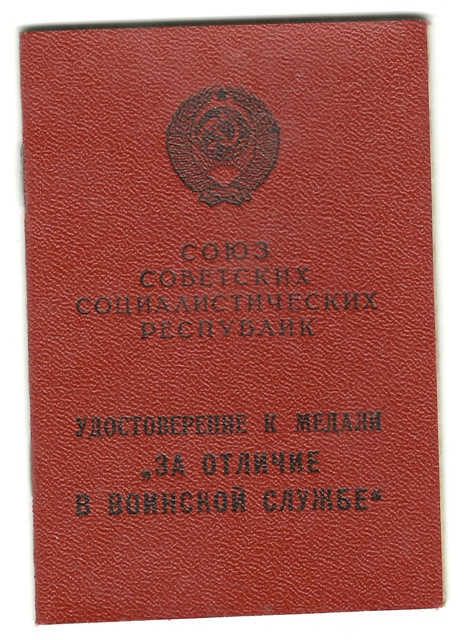 СОЮЗ
СОВЕТСКИХ
СОЦИАЛИСТИЧЕСКИХ
РЕСПУБЛИК
УДОСТОВЕРЕНИЕ К МЕДАЛИ
„ЗА ОТЛИЧИЕ
В ВОИНСКОЙ СЛУЖБЕ“